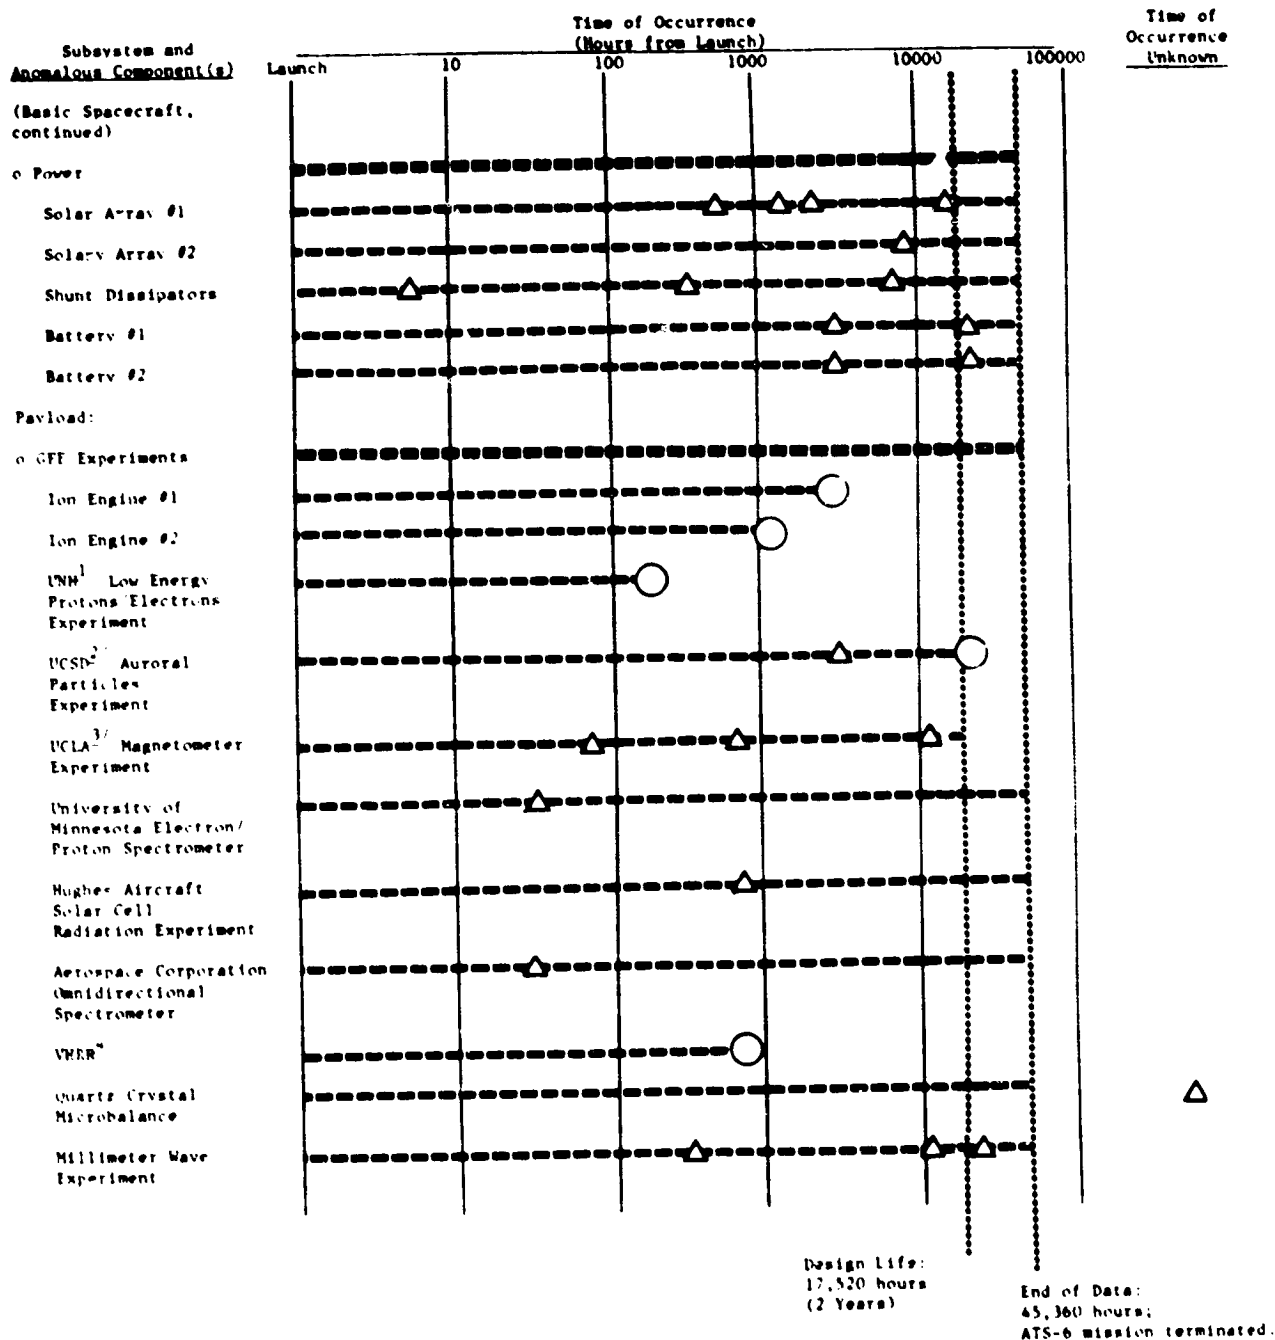 Time of Occurrence
(Hours from Launch)
Time of
Occurrence
Unknown
Subsystem and
Anomalous Component(s)
Launch 10 100 1000 10000 100000
(Basic Spacecraft,
continued)
o Power
Solar Array #1
Solary Array #2
Shunt Dissipators
Battery #1
Battery #2
Payload:
o GFE Experiments
Ion Engine #1
Ion Engine #2
UNH1 Low Energy
Protons/Electrons
Experiment
UCSD2/ Auroral
Particles
Experiment
UCLA3/ Magnetometer
Experiment
University of
Minnesota Electron/
Proton Spectrometer
Hughes Aircraft
Solar Cell
Radiation Experiment
Aerospace Corporation
Omnidirectional
Spectrometer
VHRR
Quartz Crystal
Microbalance
Millimeter Wave
Experiment
Design Life:
17,520 hours
(2 Years)
End of Data:
45,360 hours;
ATS-6 mission terminated.